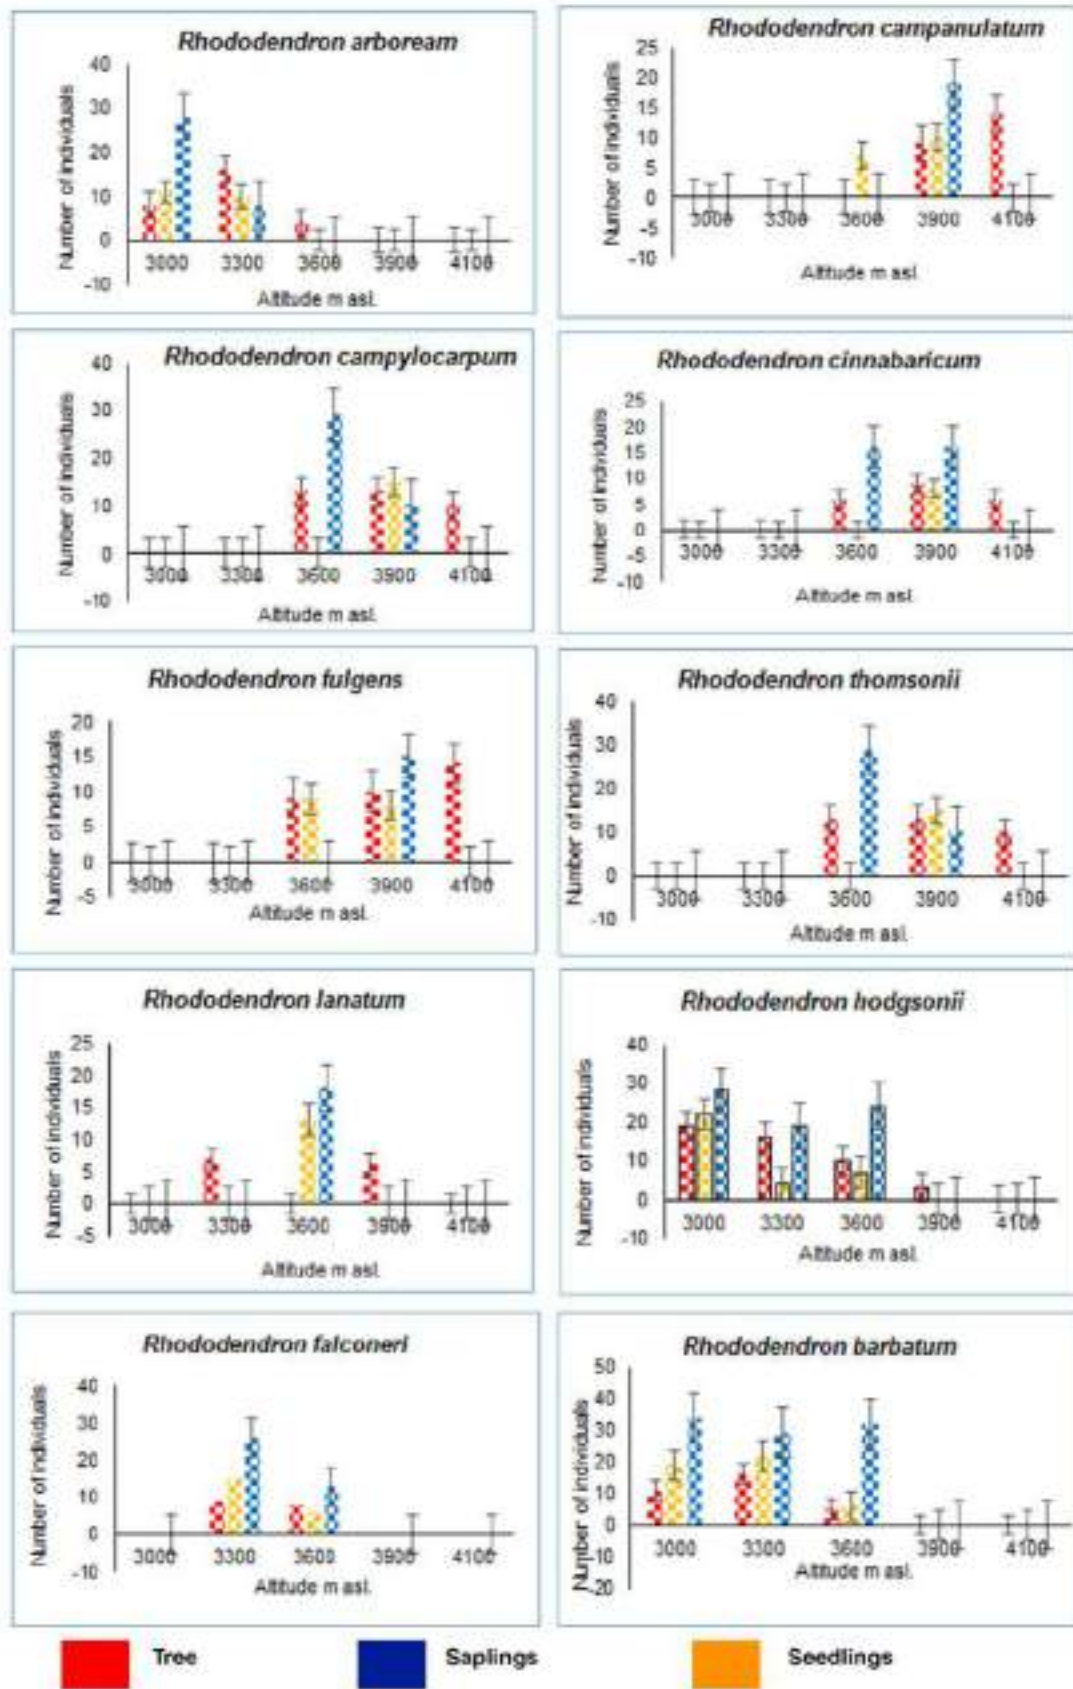 Rhododendron arboream
Number of individuals
40
30
20
10
0
-10
3000 3300 3600 3900 4100
Altitude m asl.
Rhododendron campanulatum
Number of individuals
25
20
15
10
5
0
-5
-10
3000 3300 3600 3900 4100
Altitude m asl.
Rhododendron campylocarpum
Number of individuals
40
30
20
10
0
-10
3000 3300 3600 3900 4100
Altitude m asl.
Rhododendron cinnabaricum
Number of individuals
25
20
15
10
5
0
-5
-10
3000 3300 3600 3900 4100
Altitude m asl.
Rhododendron fulgens
Number of individuals
20
15
10
5
0
-5
3000 3300 3600 3900 4100
Altitude m asl.
Rhododendron thomsonii
Number of individuals
40
30
20
10
0
-10
3000 3300 3600 3900 4100
Altitude m asl.
Rhododendron lanatum
Number of individuals
25
20
15
10
5
0
-5
3000 3300 3600 3900 4100
Altitude m asl.
Rhododendron hodgsonii
Number of individuals
40
30
20
10
0
-10
3000 3300 3600 3900 4100
Altitude m asl.
Rhododendron falconeri
Number of individuals
40
30
20
10
0
-10
3000 3300 3600 3900 4100
Altitude m asl.
Rhododendron barbatum
Number of individuals
50
40
30
20
10
0
-10
-20
3000 3300 3600 3900 4100
Altitude m asl.
Tree Saplings Seedlings